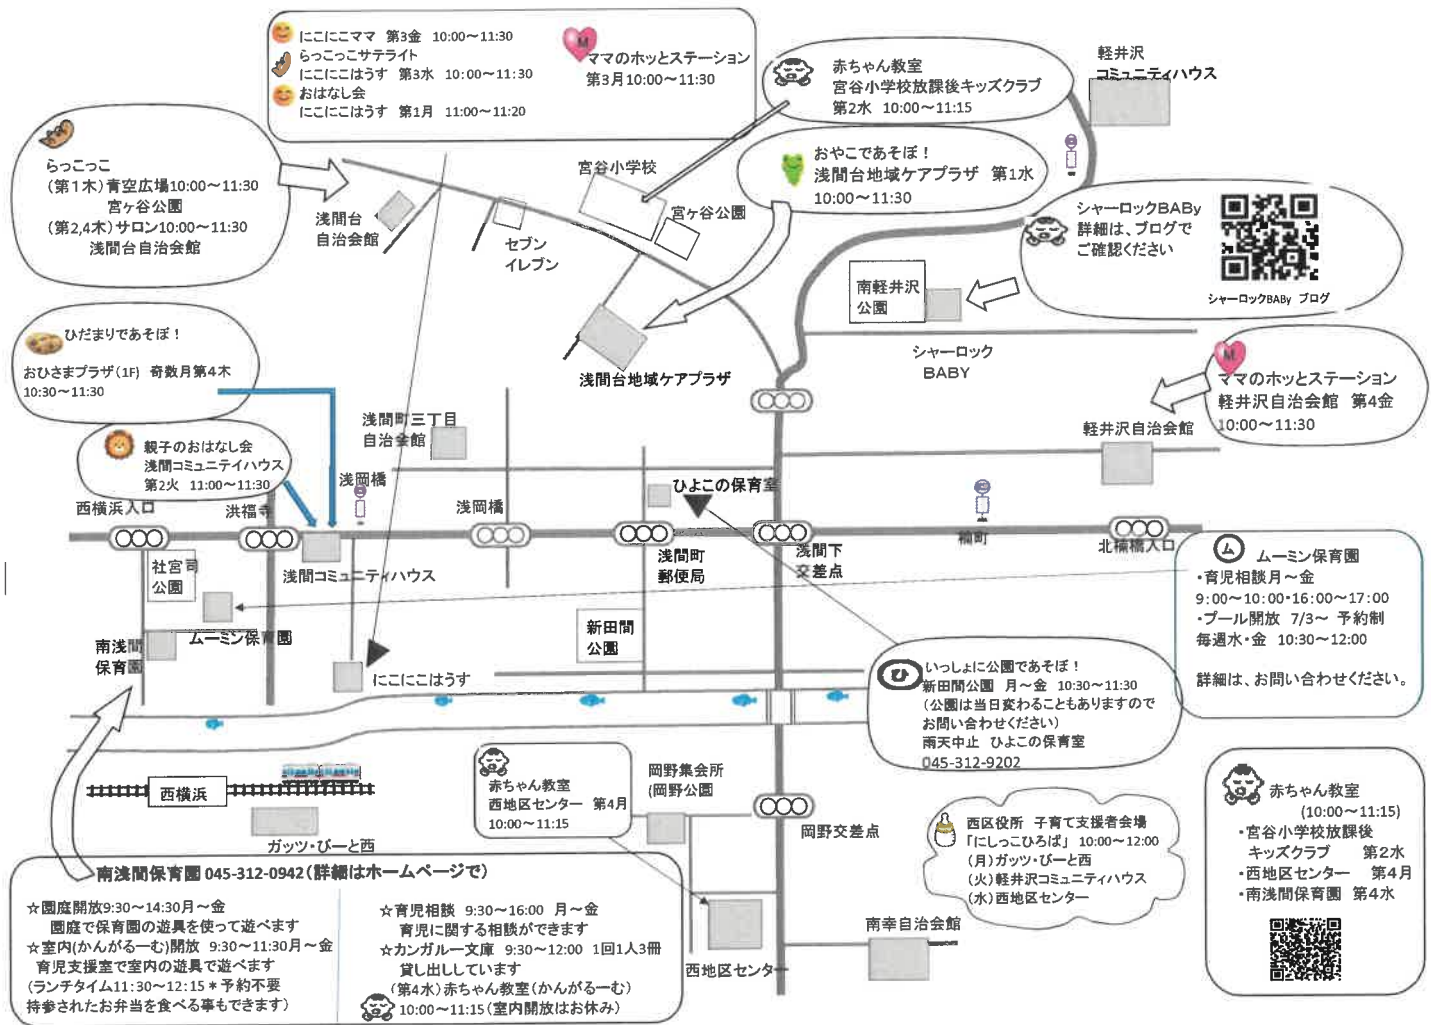 にこにこママ 第3金 10:00～11:30
らっこっこサテライト
にこにこはうす 第3水 10:00～11:30
おはなし会
にこにこはうす 第1月 11:00～11:20
M
ママのホッとステーション
第3月10:00～11:30
赤ちゃん教室
宮谷小学校放課後キッズクラブ
第2水 10:00～11:15
軽井沢
コミュニティハウス
らっこっこ
(第1木)青空広場10:00～11:30
宮ヶ谷公園
(第2,4木)サロン10:00～11:30
浅間台自治会館
おやこであそぼ！
浅間台地域ケアプラザ 第1水
10:00～11:30
宮谷小学校
宮ヶ谷公園
浅間台
自治会館
セブン
イレブン
シャーロックBABy
詳細は、ブログで
ご確認ください
シャーロックBABy ブログ
南軽井沢
公園
シャーロック
BABY
浅間台地域ケアプラザ
ひだまりであそぼ！
おひさまプラザ(1F) 奇数月第4木
10:30～11:30
M
ママのホッとステーション
軽井沢自治会館 第4金
10:00～11:30
浅間町三丁目
自治会館
軽井沢自治会館
親子のおはなし会
浅間コミュニテイハウス
第2火 11:00～11:30
西横浜入口
洪福寺
浅岡橋
浅岡橋
ひよこの保育室
浅間町
郵便局
浅間下
交差点
楠町
北楠橋入口
社宮司
公園
浅間コミュニティハウス
ムーミン保育園
南浅間
保育園
にこにこはうす
新田間
公園
ム
ムーミン保育園
・育児相談月～金
9:00～10:00・16:00～17:00
・プール開放 7/3～ 予約制
毎週水・金 10:30～12:00
詳細は、お問い合わせください。
ひ
いっしょに公園であそぼ！
新田間公園 月～金 10:30～11:30
(公園は当日変わることもありますので
お問い合わせください)
雨天中止 ひよこの保育室
045-312-9202
西横浜
ガッツ・びーと西
赤ちゃん教室
西地区センター 第4月
10:00～11:15
岡野集会所
(岡野公園
岡野交差点
西区役所 子育て支援者会場
「にしっこひろば」 10:00～12:00
(月)ガッツ・びーと西
(火)軽井沢コミュニティハウス
(水)西地区センター
赤ちゃん教室
(10:00～11:15)
・宮谷小学校放課後
キッズクラブ 第2水
・西地区センター 第4月
・南浅間保育園 第4水
南幸自治会館
西地区センター
南浅間保育園 045-312-0942(詳細はホームページで)
☆園庭開放9:30～14:30月～金
園庭で保育園の遊具を使って遊べます
☆室内(かんがるーむ)開放 9:30～11:30月～金
育児支援室で室内の遊具で遊べます
(ランチタイム11:30～12:15＊予約不要
持参されたお弁当を食べる事もできます)
☆育児相談 9:30～16:00 月～金
育児に関する相談ができます
☆カンガルー文庫 9:30～12:00 1回1人3冊
貸し出ししています
(第4水)赤ちゃん教室(かんがるーむ)
10:00～11:15(室内開放はお休み)